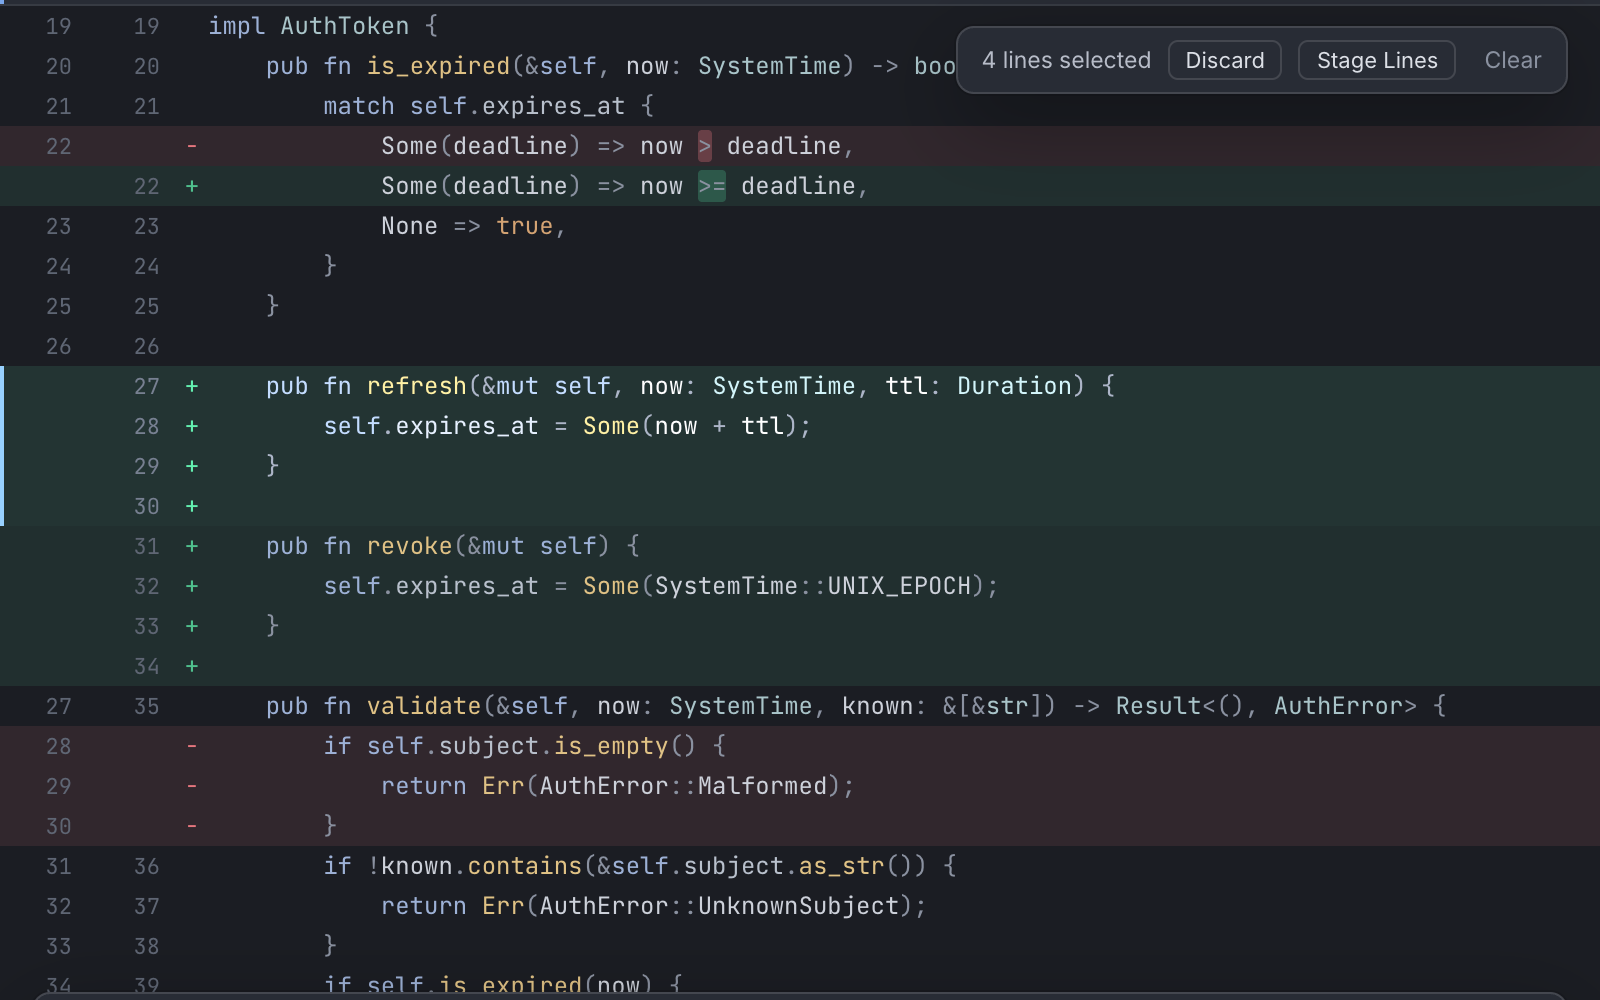 19 19 impl AuthToken {
20 20     pub fn is_expired(&self, now: SystemTime) -> boo
4 lines selected Discard Stage Lines Clear
21 21         match self.expires_at {
22 -             Some(deadline) => now > deadline,
22 +             Some(deadline) => now >= deadline,
23 23             None => true,
24 24         }
25 25     }
26 26
27 +     pub fn refresh(&mut self, now: SystemTime, ttl: Duration) {
28 +         self.expires_at = Some(now + ttl);
29 +     }
30 +
31 +     pub fn revoke(&mut self) {
32 +         self.expires_at = Some(SystemTime::UNIX_EPOCH);
33 +     }
34 +
27 35     pub fn validate(&self, now: SystemTime, known: &[&str]) -> Result<(), AuthError> {
28 -         if self.subject.is_empty() {
29 -             return Err(AuthError::Malformed);
30 -         }
31 36         if !known.contains(&self.subject.as_str()) {
32 37             return Err(AuthError::UnknownSubject);
33 38         }
34 39         if self.is_expired(now) {